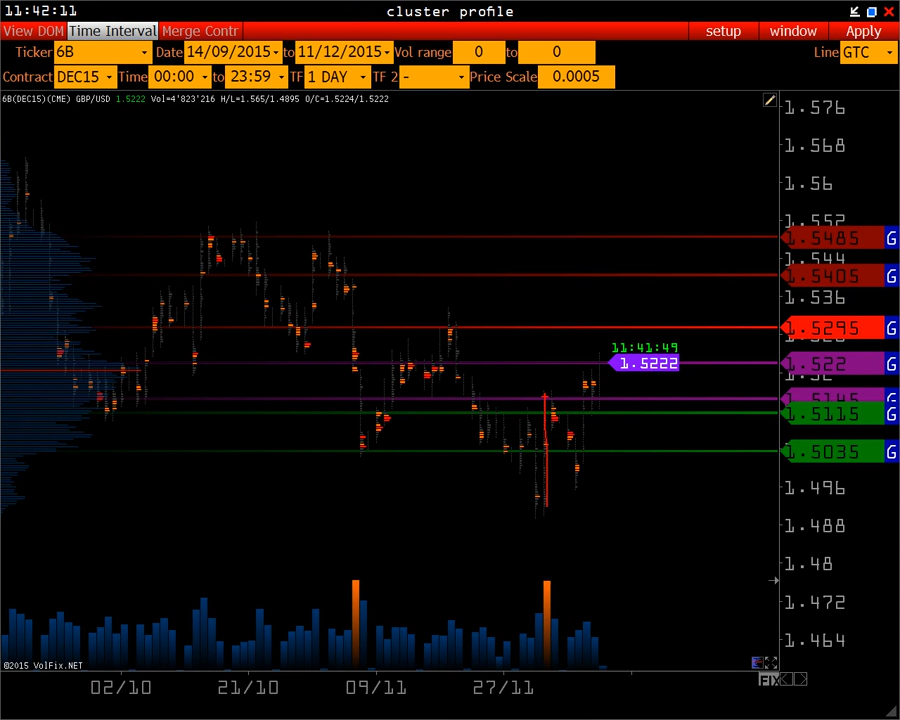 11:42:11 cluster profile
View DOM Time Interval Merge Contr setup window Apply
Ticker 6B Date 14/09/2015 to 11/12/2015 Vol range 0 to 0 Line GTC
Contract DEC15 Time 00:00 to 23:59 TF 1 DAY TF 2 - Price Scale 0.0005
6B(DEC15)(CME) GBP/USD 1.5222 Vol=4'823'216 H/L=1.565/1.4895 O/C=1.5224/1.5222
1.576
1.568
1.56
1.552
1.5485 G
1.544
1.5405 G
1.536
1.5295 G
11:41:49
1.5222 1.522 G
1.52
1.5145 G
1.5115 G
1.5035 G
1.496
1.488
1.48
1.472
1.464
©2015 VolFix.NET
FIX
02/10 21/10 09/11 27/11